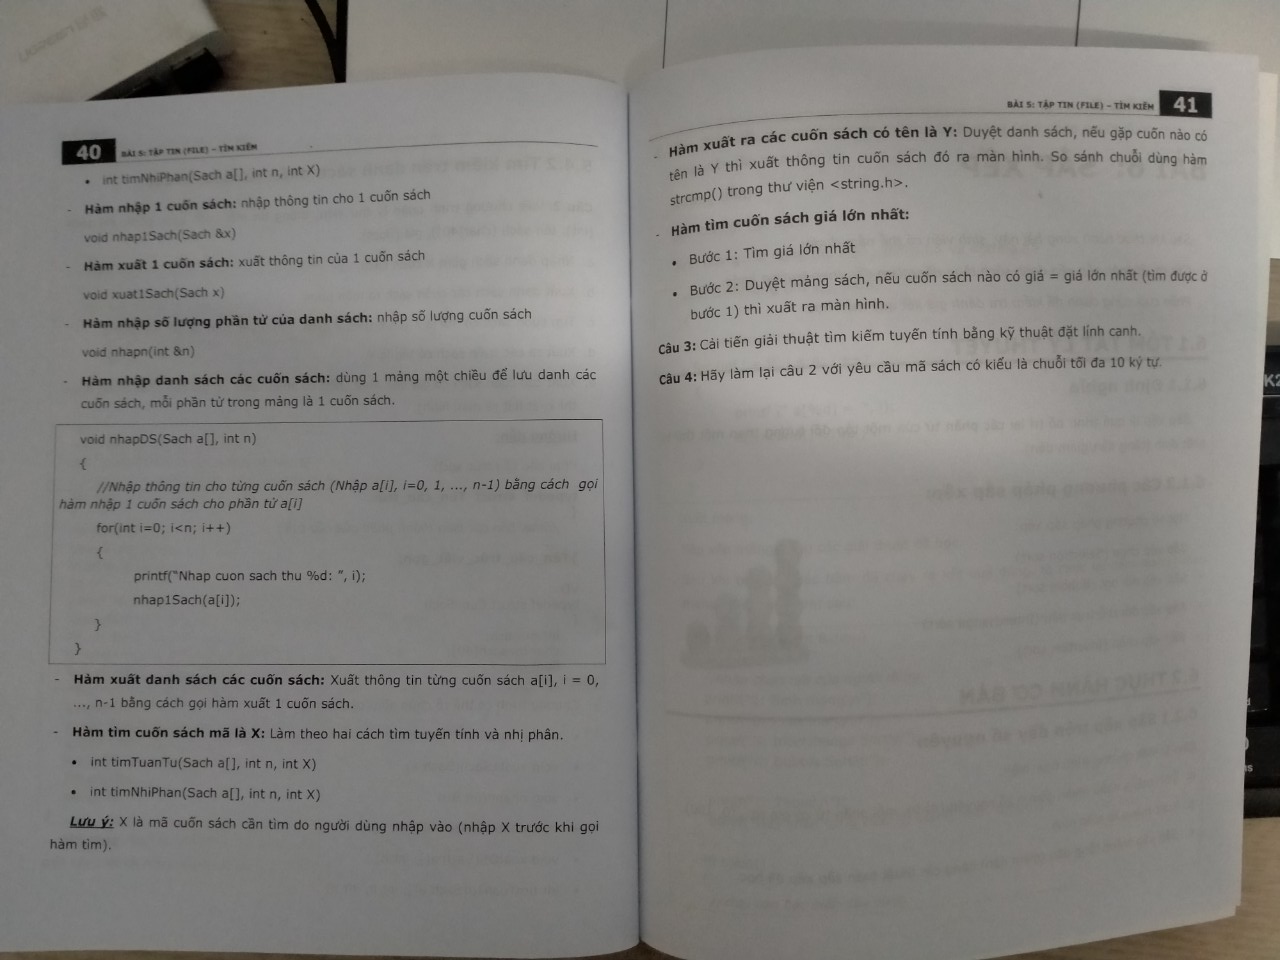 40 BÀI 5: TẬP TIN (FILE) – TÌM KIẾM
• int timNhiPhan(Sach a[], int n, int X)
- Hàm nhập 1 cuốn sách: nhập thông tin cho 1 cuốn sách
void nhap1Sach(Sach &x)
- Hàm xuất 1 cuốn sách: xuất thông tin của 1 cuốn sách
void xuat1Sach(Sach x)
- Hàm nhập số lượng phần tử của danh sách: nhập số lượng cuốn sách
void nhapn(int &n)
- Hàm nhập danh sách các cuốn sách: dùng 1 mảng một chiều để lưu danh các
cuốn sách, mỗi phần tử trong mảng là 1 cuốn sách.
void nhapDS(Sach a[], int n)
{
//Nhập thông tin cho từng cuốn sách (Nhập a[i], i=0, 1, ..., n-1) bằng cách gọi
hàm nhập 1 cuốn sách cho phần tử a[i]
for(int i=0; i<n; i++)
{
printf(“Nhap cuon sach thu %d: ”, i);
nhap1Sach(a[i]);
}
}
- Hàm xuất danh sách các cuốn sách: Xuất thông tin từng cuốn sách a[i], i = 0,
..., n-1 bằng cách gọi hàm xuất 1 cuốn sách.
- Hàm tìm cuốn sách mã là X: Làm theo hai cách tìm tuyến tính và nhị phân.
• int timTuanTu(Sach a[], int n, int X)
• int timNhiPhan(Sach a[], int n, int X)
Lưu ý: X là mã cuốn sách cần tìm do người dùng nhập vào (nhập X trước khi gọi
hàm tìm).
BÀI 5: TẬP TIN (FILE) – TÌM KIẾM 41
- Hàm xuất ra các cuốn sách có tên là Y: Duyệt danh sách, nếu gặp cuốn nào có
tên là Y thì xuất thông tin cuốn sách đó ra màn hình. So sánh chuỗi dùng hàm
strcmp() trong thư viện <string.h>.
- Hàm tìm cuốn sách giá lớn nhất:
• Bước 1: Tìm giá lớn nhất
• Bước 2: Duyệt mảng sách, nếu cuốn sách nào có giá = giá lớn nhất (tìm được ở
bước 1) thì xuất ra màn hình.
Câu 3: Cải tiến giải thuật tìm kiếm tuyến tính bằng kỹ thuật đặt lính canh.
Câu 4: Hãy làm lại câu 2 với yêu cầu mã sách có kiểu là chuỗi tối đa 10 ký tự.